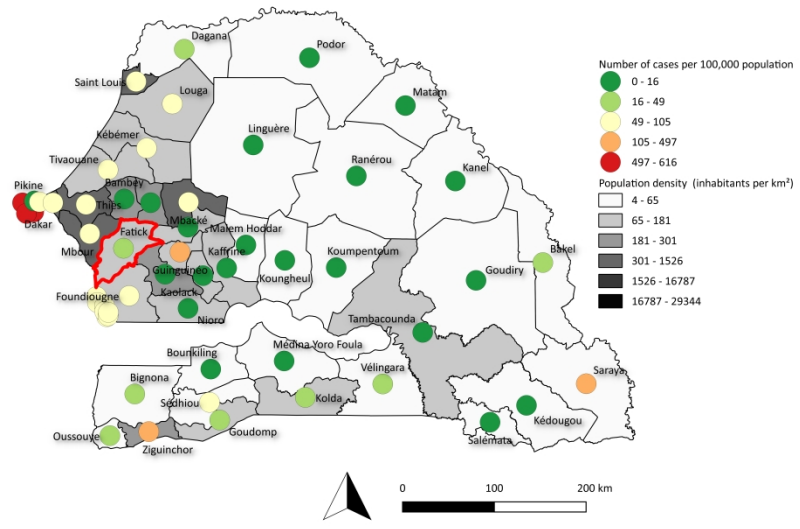 Dagana
Podor
Saint Louis
Louga
Matam
Kébémer
Linguère
Tivaouane
Ranérou
Kanel
Pikine
Bambey
Thies
Dakar
Mbacké
Fatick
Malem Hoddar
Mbour
Bakel
Kaffrine
Koumpentoum
Goudiry
Guinguinéo
Koungheul
Foundiougne
Kaolack
Nioro
Tambacounda
Médina Yoro Foula
Bounkiling
Vélingara
Saraya
Bignona
Sédhiou
Kolda
Kédougou
Goudomp
Salémata
Oussouye
Ziguinchor
Number of cases per 100,000 population
0 - 16
16 - 49
49 - 105
105 - 497
497 - 616
Population density (inhabitants per km²)
4 - 65
65 - 181
181 - 301
301 - 1526
1526 - 16787
16787 - 29344
0 100 200 km